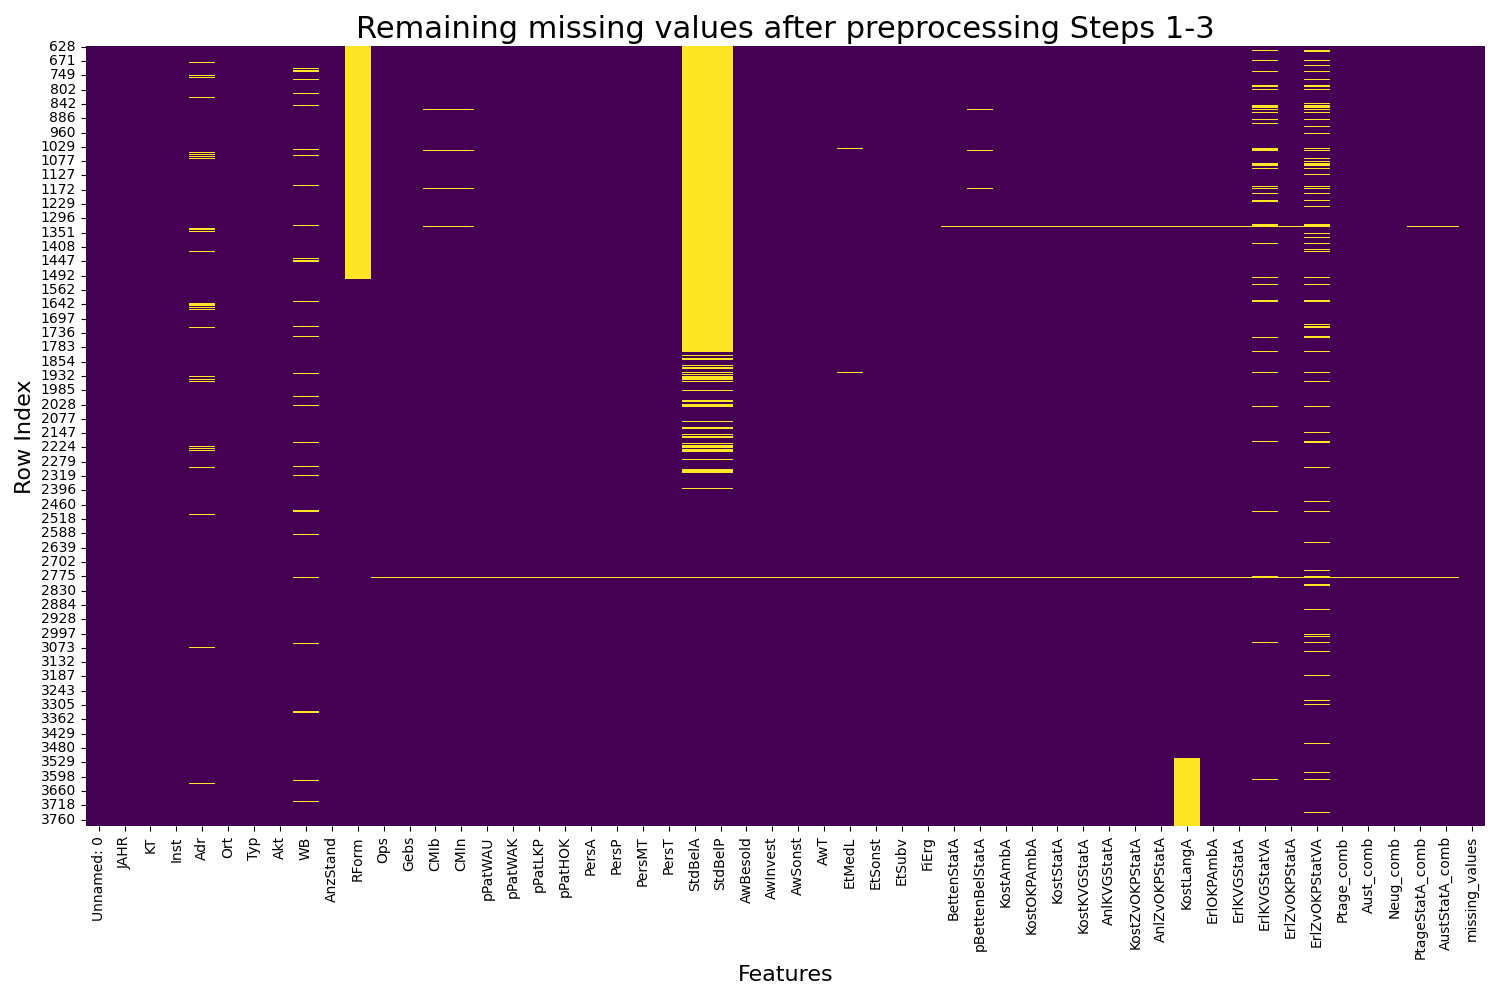 Remaining missing values after preprocessing Steps 1-3
Row Index
628
671
749
802
842
886
960
1029
1077
1127
1172
1229
1296
1351
1408
1447
1492
1562
1642
1697
1736
1783
1854
1932
1985
2028
2077
2147
2224
2279
2319
2396
2460
2518
2588
2639
2702
2775
2830
2884
2928
2997
3073
3132
3187
3243
3305
3362
3429
3480
3529
3598
3660
3718
3760
Unnamed: 0
JAHR
KT
Inst
Adr
Ort
Typ
Akt
WB
AnzStand
RForm
Ops
Gebs
CMIb
CMIn
pPatWAU
pPatWAK
pPatLKP
pPatHOK
PersA
PersP
PersMT
PersT
StdBelA
StdBelP
AwBesold
AwInvest
AwSonst
AwT
EtMedL
EtSonst
EtSubv
FiErg
BettenStatA
pBettenBelStatA
KostAmbA
KostOKPAmbA
KostStatA
KostKVGStatA
AnlKVGStatA
KostZvOKPStatA
AnlZvOKPStatA
KostLangA
ErlOKPAmbA
ErlKVGStatA
ErlKVGStatVA
ErlZvOKPStatA
ErlZvOKPStatVA
Ptage_comb
Aust_comb
Neug_comb
PtageStatA_comb
AustStatA_comb
missing_values
Features